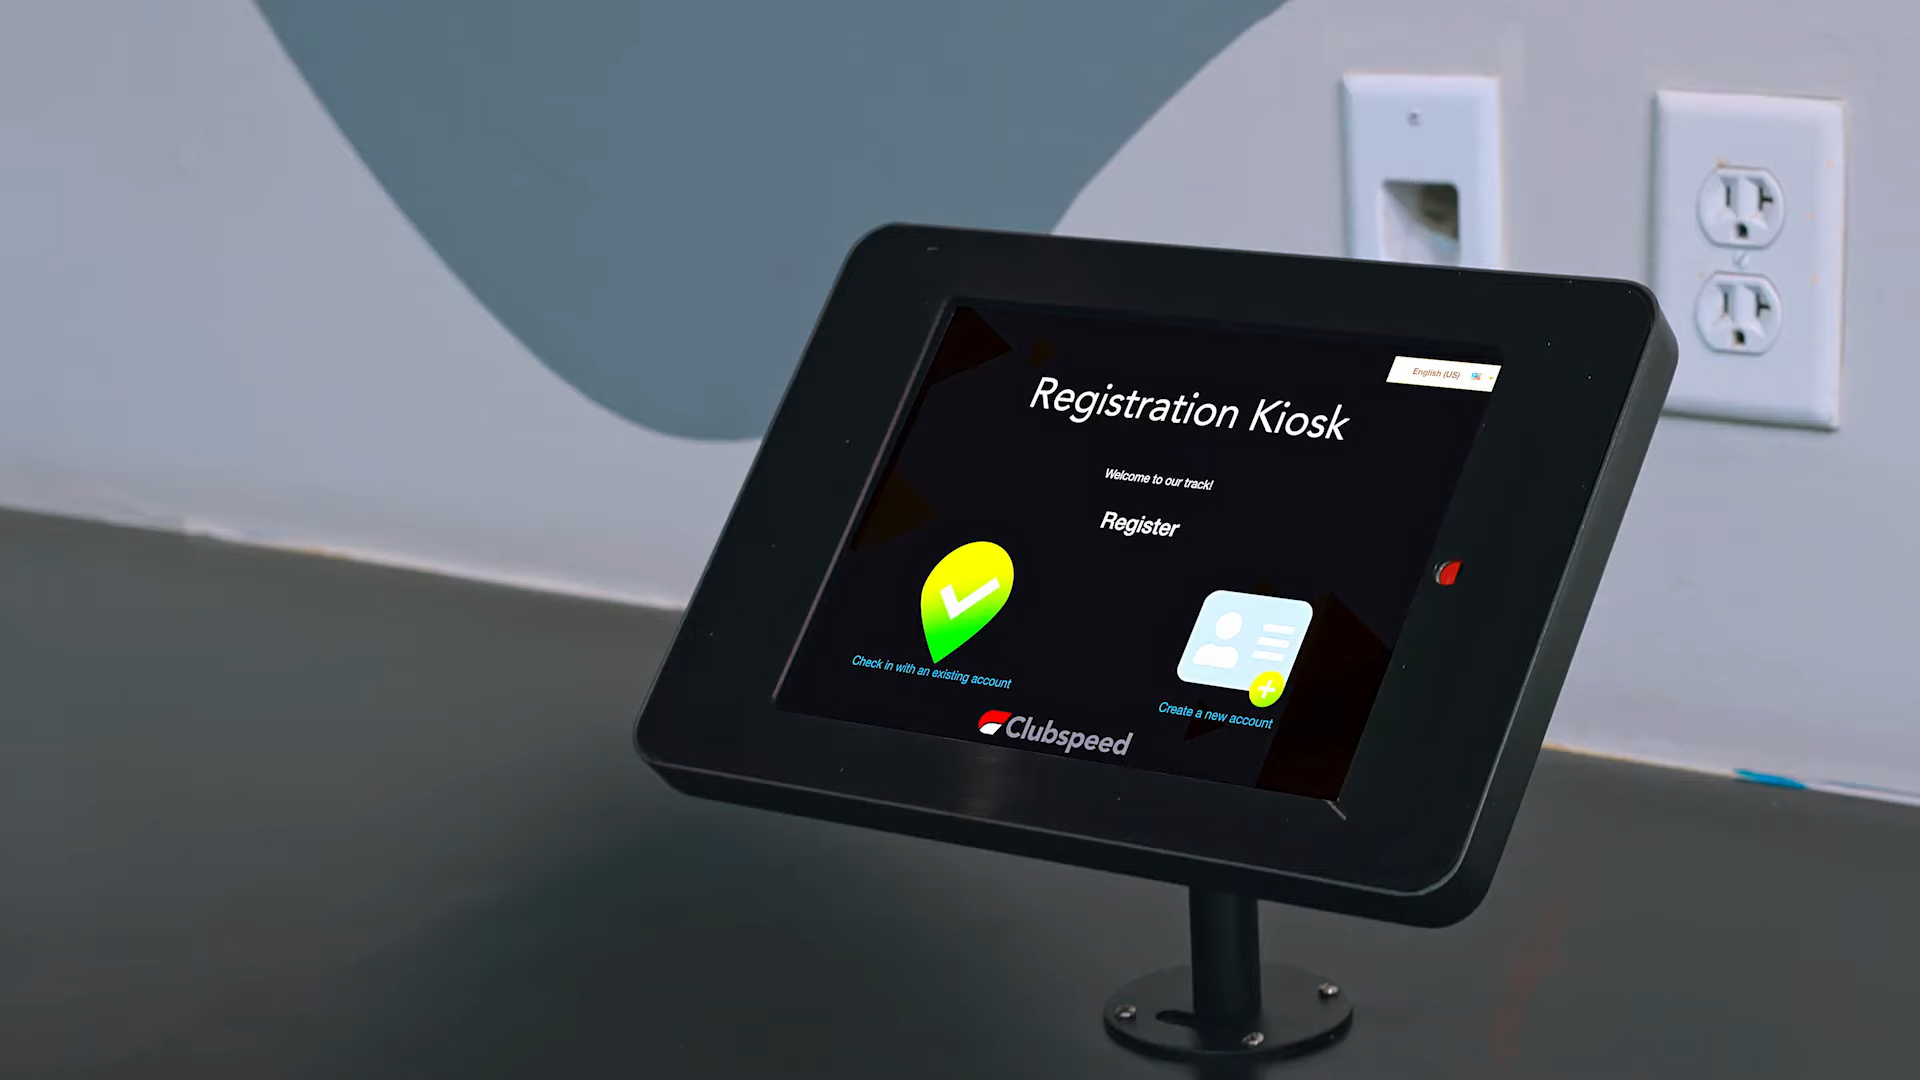 English (US)
Registration Kiosk
Welcome to our track!
Register
Check in with an existing account
Create a new account
Clubspeed